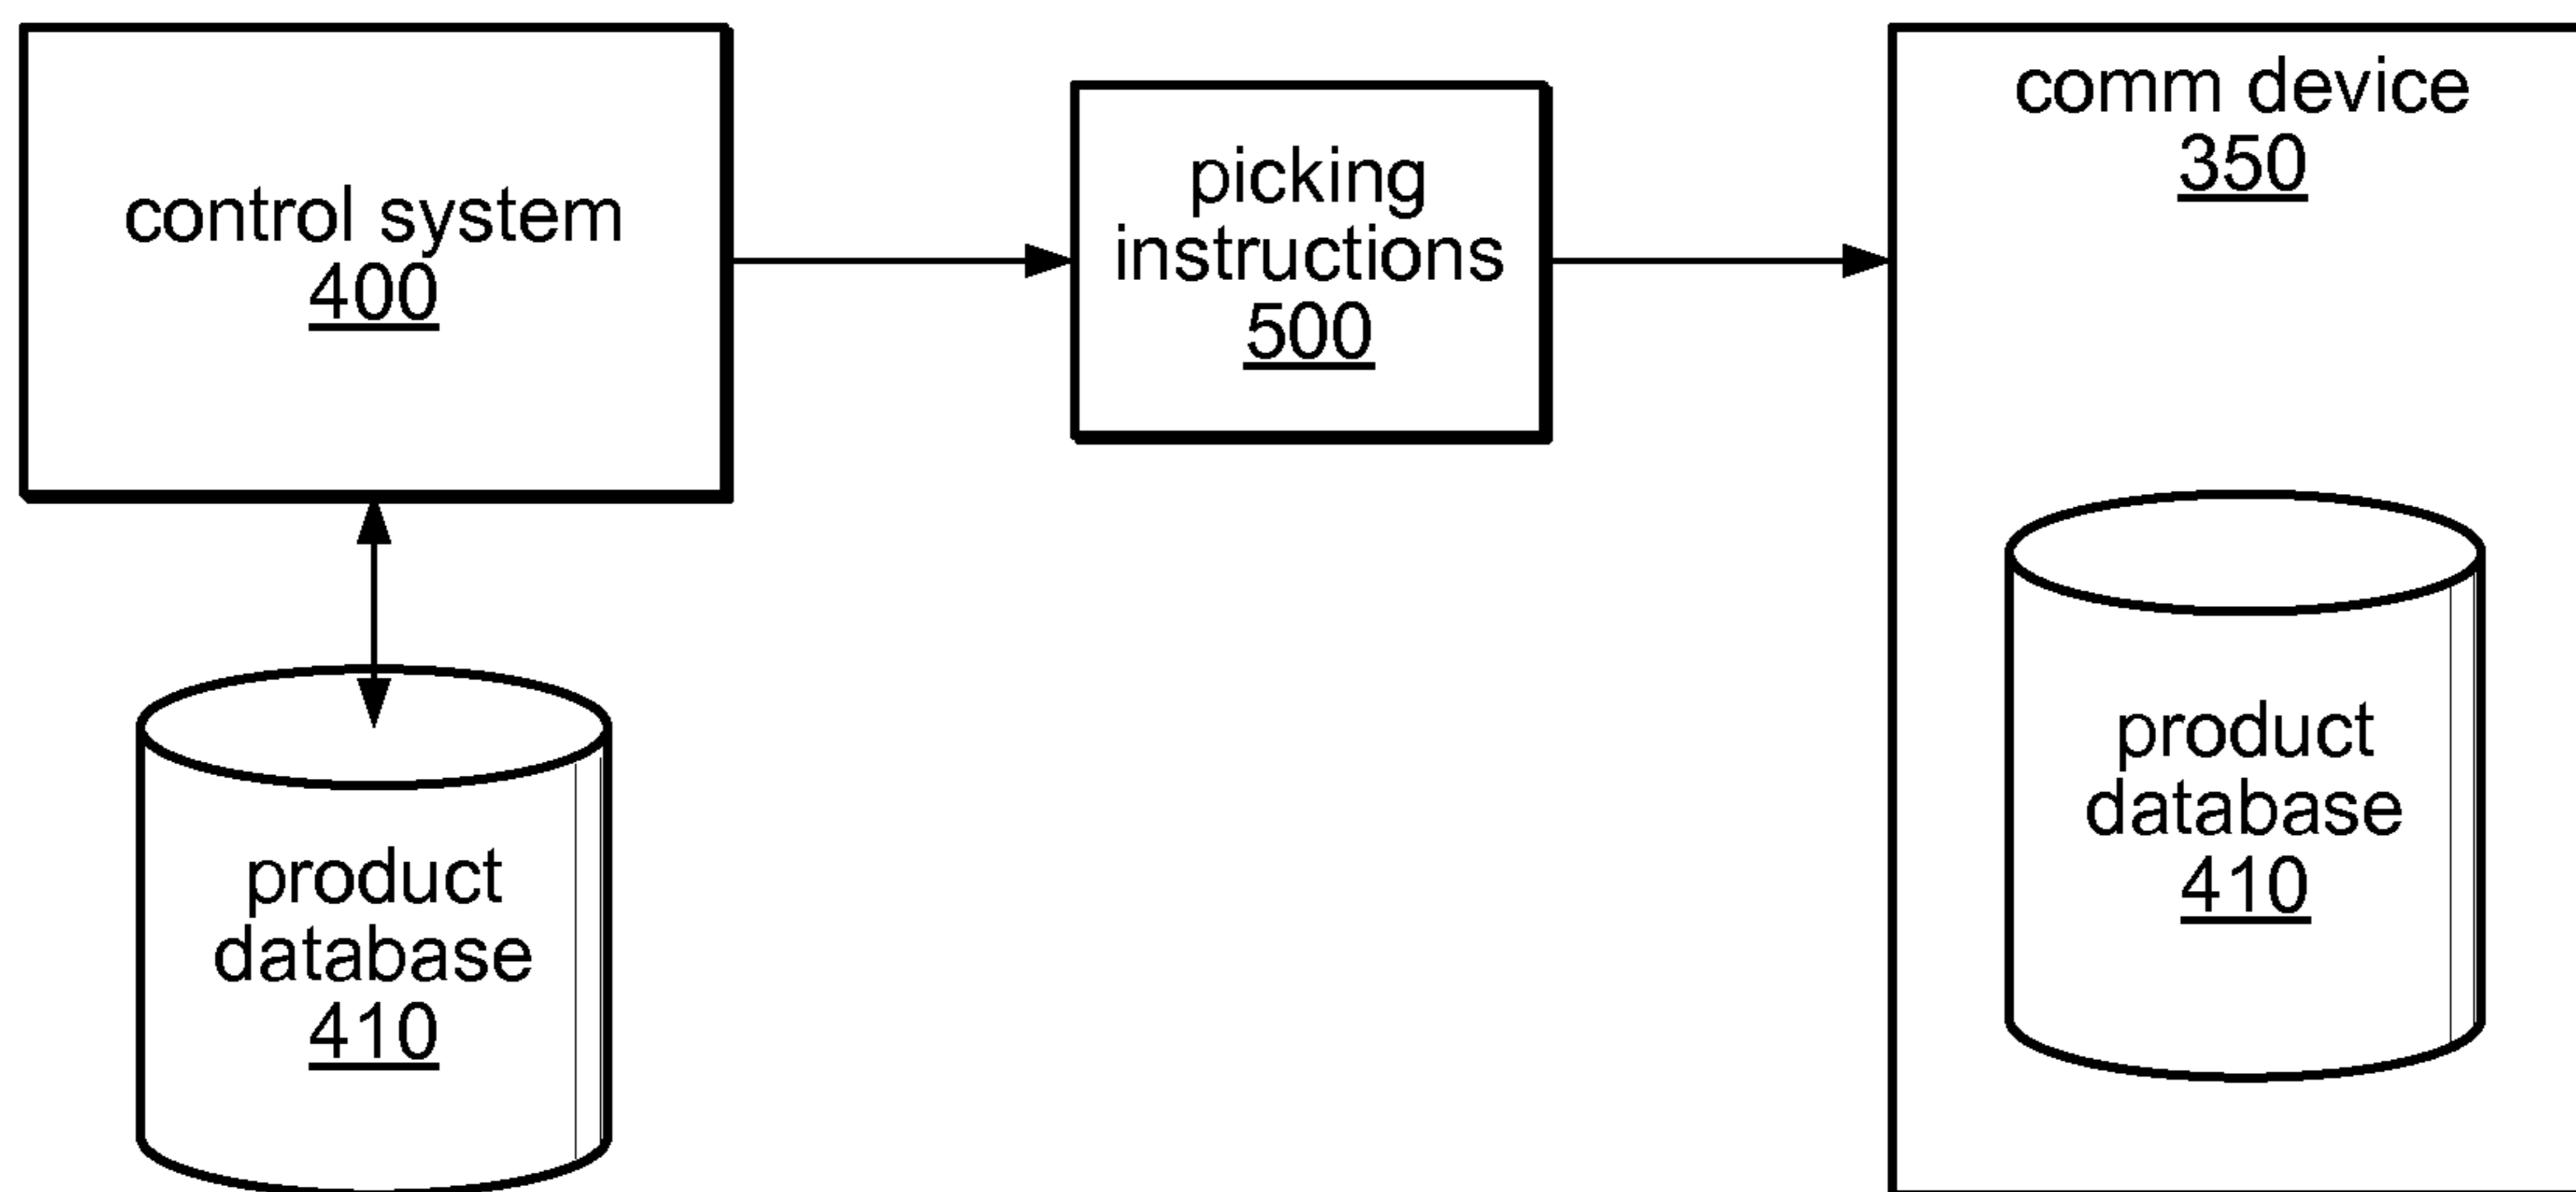 control system
400
picking
instructions
500
comm device
350
product
database
410
product
database
410